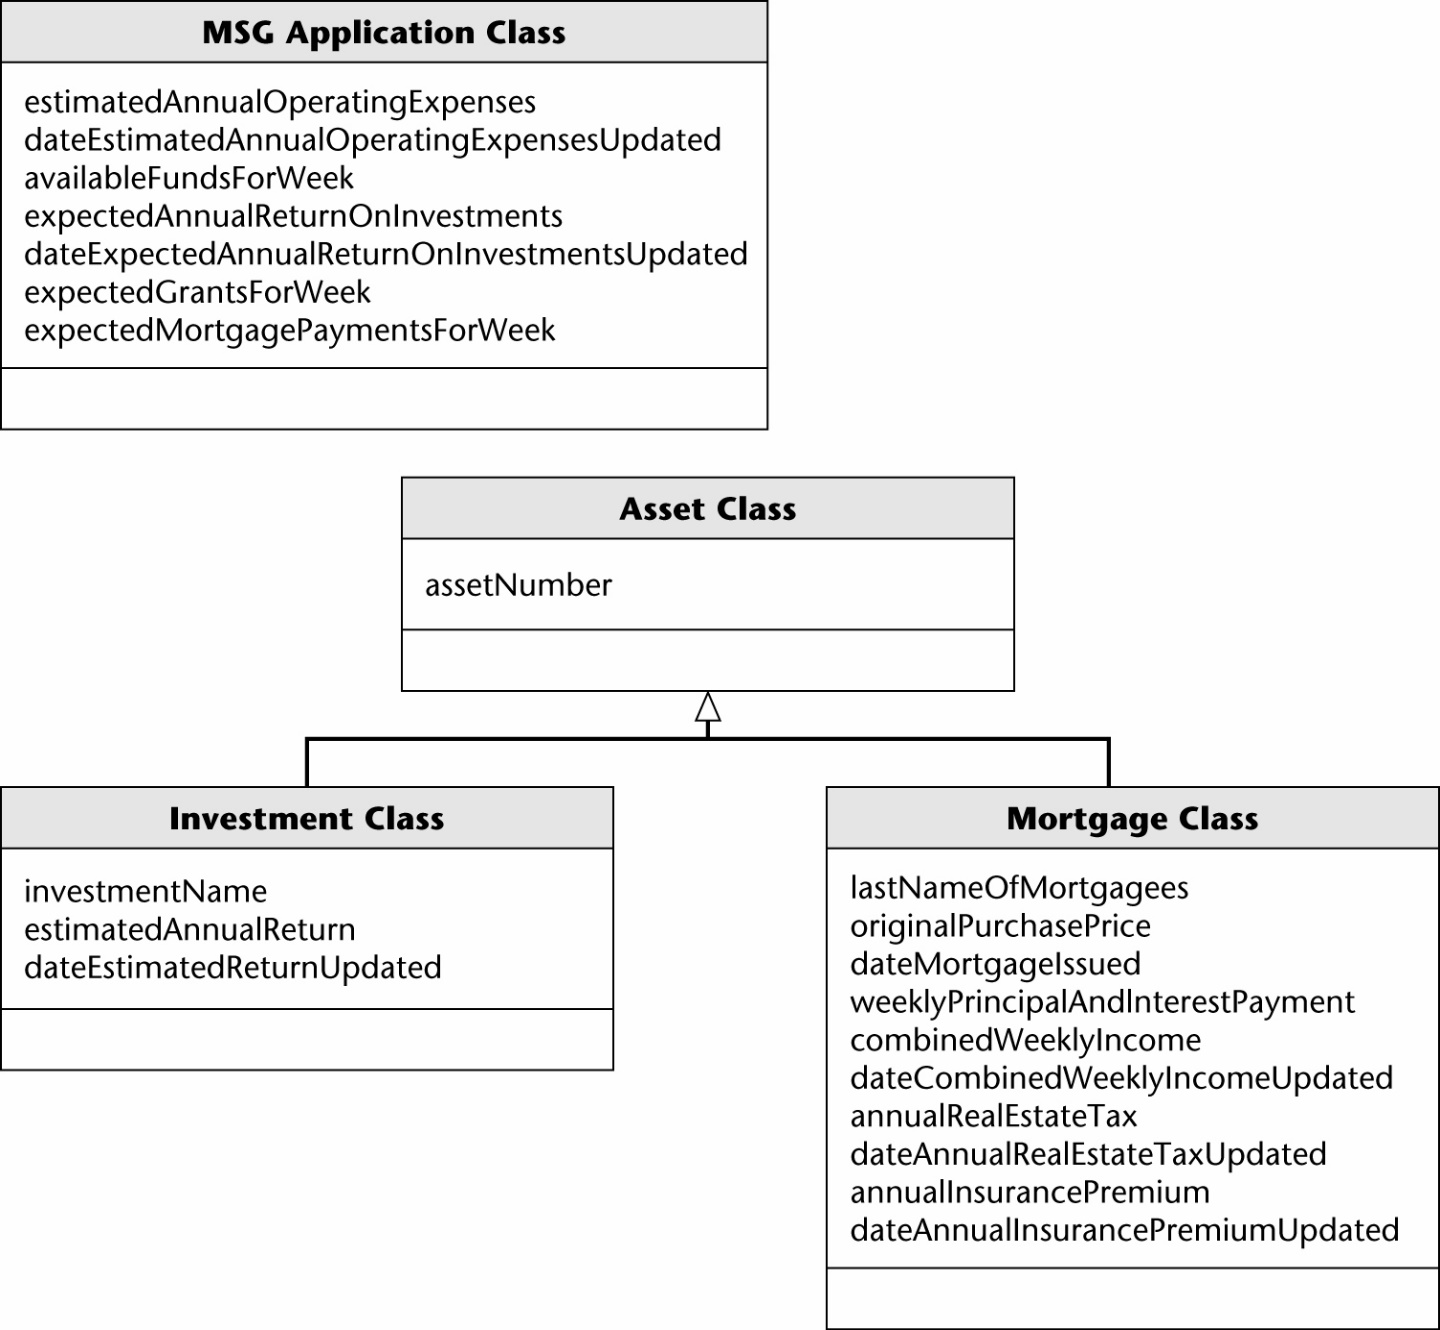 MSG Application Class
estimatedAnnualOperatingExpenses
dateEstimatedAnnualOperatingExpensesUpdated
availableFundsForWeek
expectedAnnualReturnOnInvestments
dateExpectedAnnualReturnOnInvestmentsUpdated
expectedGrantsForWeek
expectedMortgagePaymentsForWeek
Asset Class
assetNumber
Investment Class
investmentName
estimatedAnnualReturn
dateEstimatedReturnUpdated
Mortgage Class
lastNameOfMortgagees
originalPurchasePrice
dateMortgageIssued
weeklyPrincipalAndInterestPayment
combinedWeeklyIncome
dateCombinedWeeklyIncomeUpdated
annualRealEstateTax
dateAnnualRealEstateTaxUpdated
annualInsurancePremium
dateAnnualInsurancePremiumUpdated